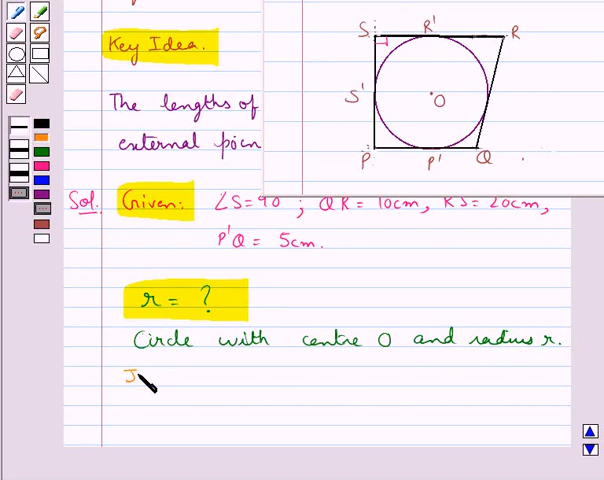 S R' R
Key Idea.
S' O
The lengths of
external poin
P P' Q
Sol. Given: ∠S=90 ; QR = 10cm, RS = 20cm,
P'Q = 5cm.
r = ?
Circle with centre O and radius r.
J